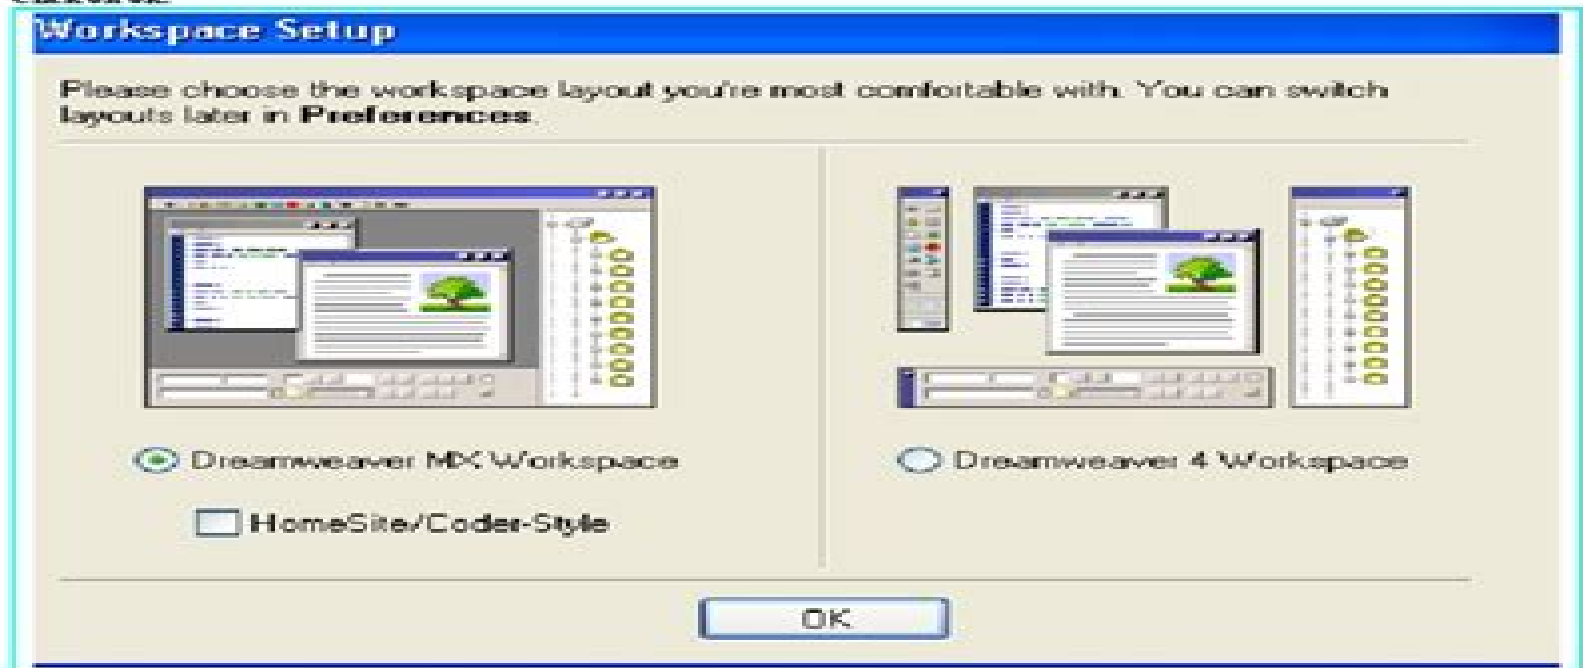 Workspace Setup
Please choose the workspace layout you're most comfortable with. You can switch
layouts later in Preferences.
Dreamweaver MX Workspace
Dreamweaver 4 Workspace
HomeSite/Coder-Style
OK